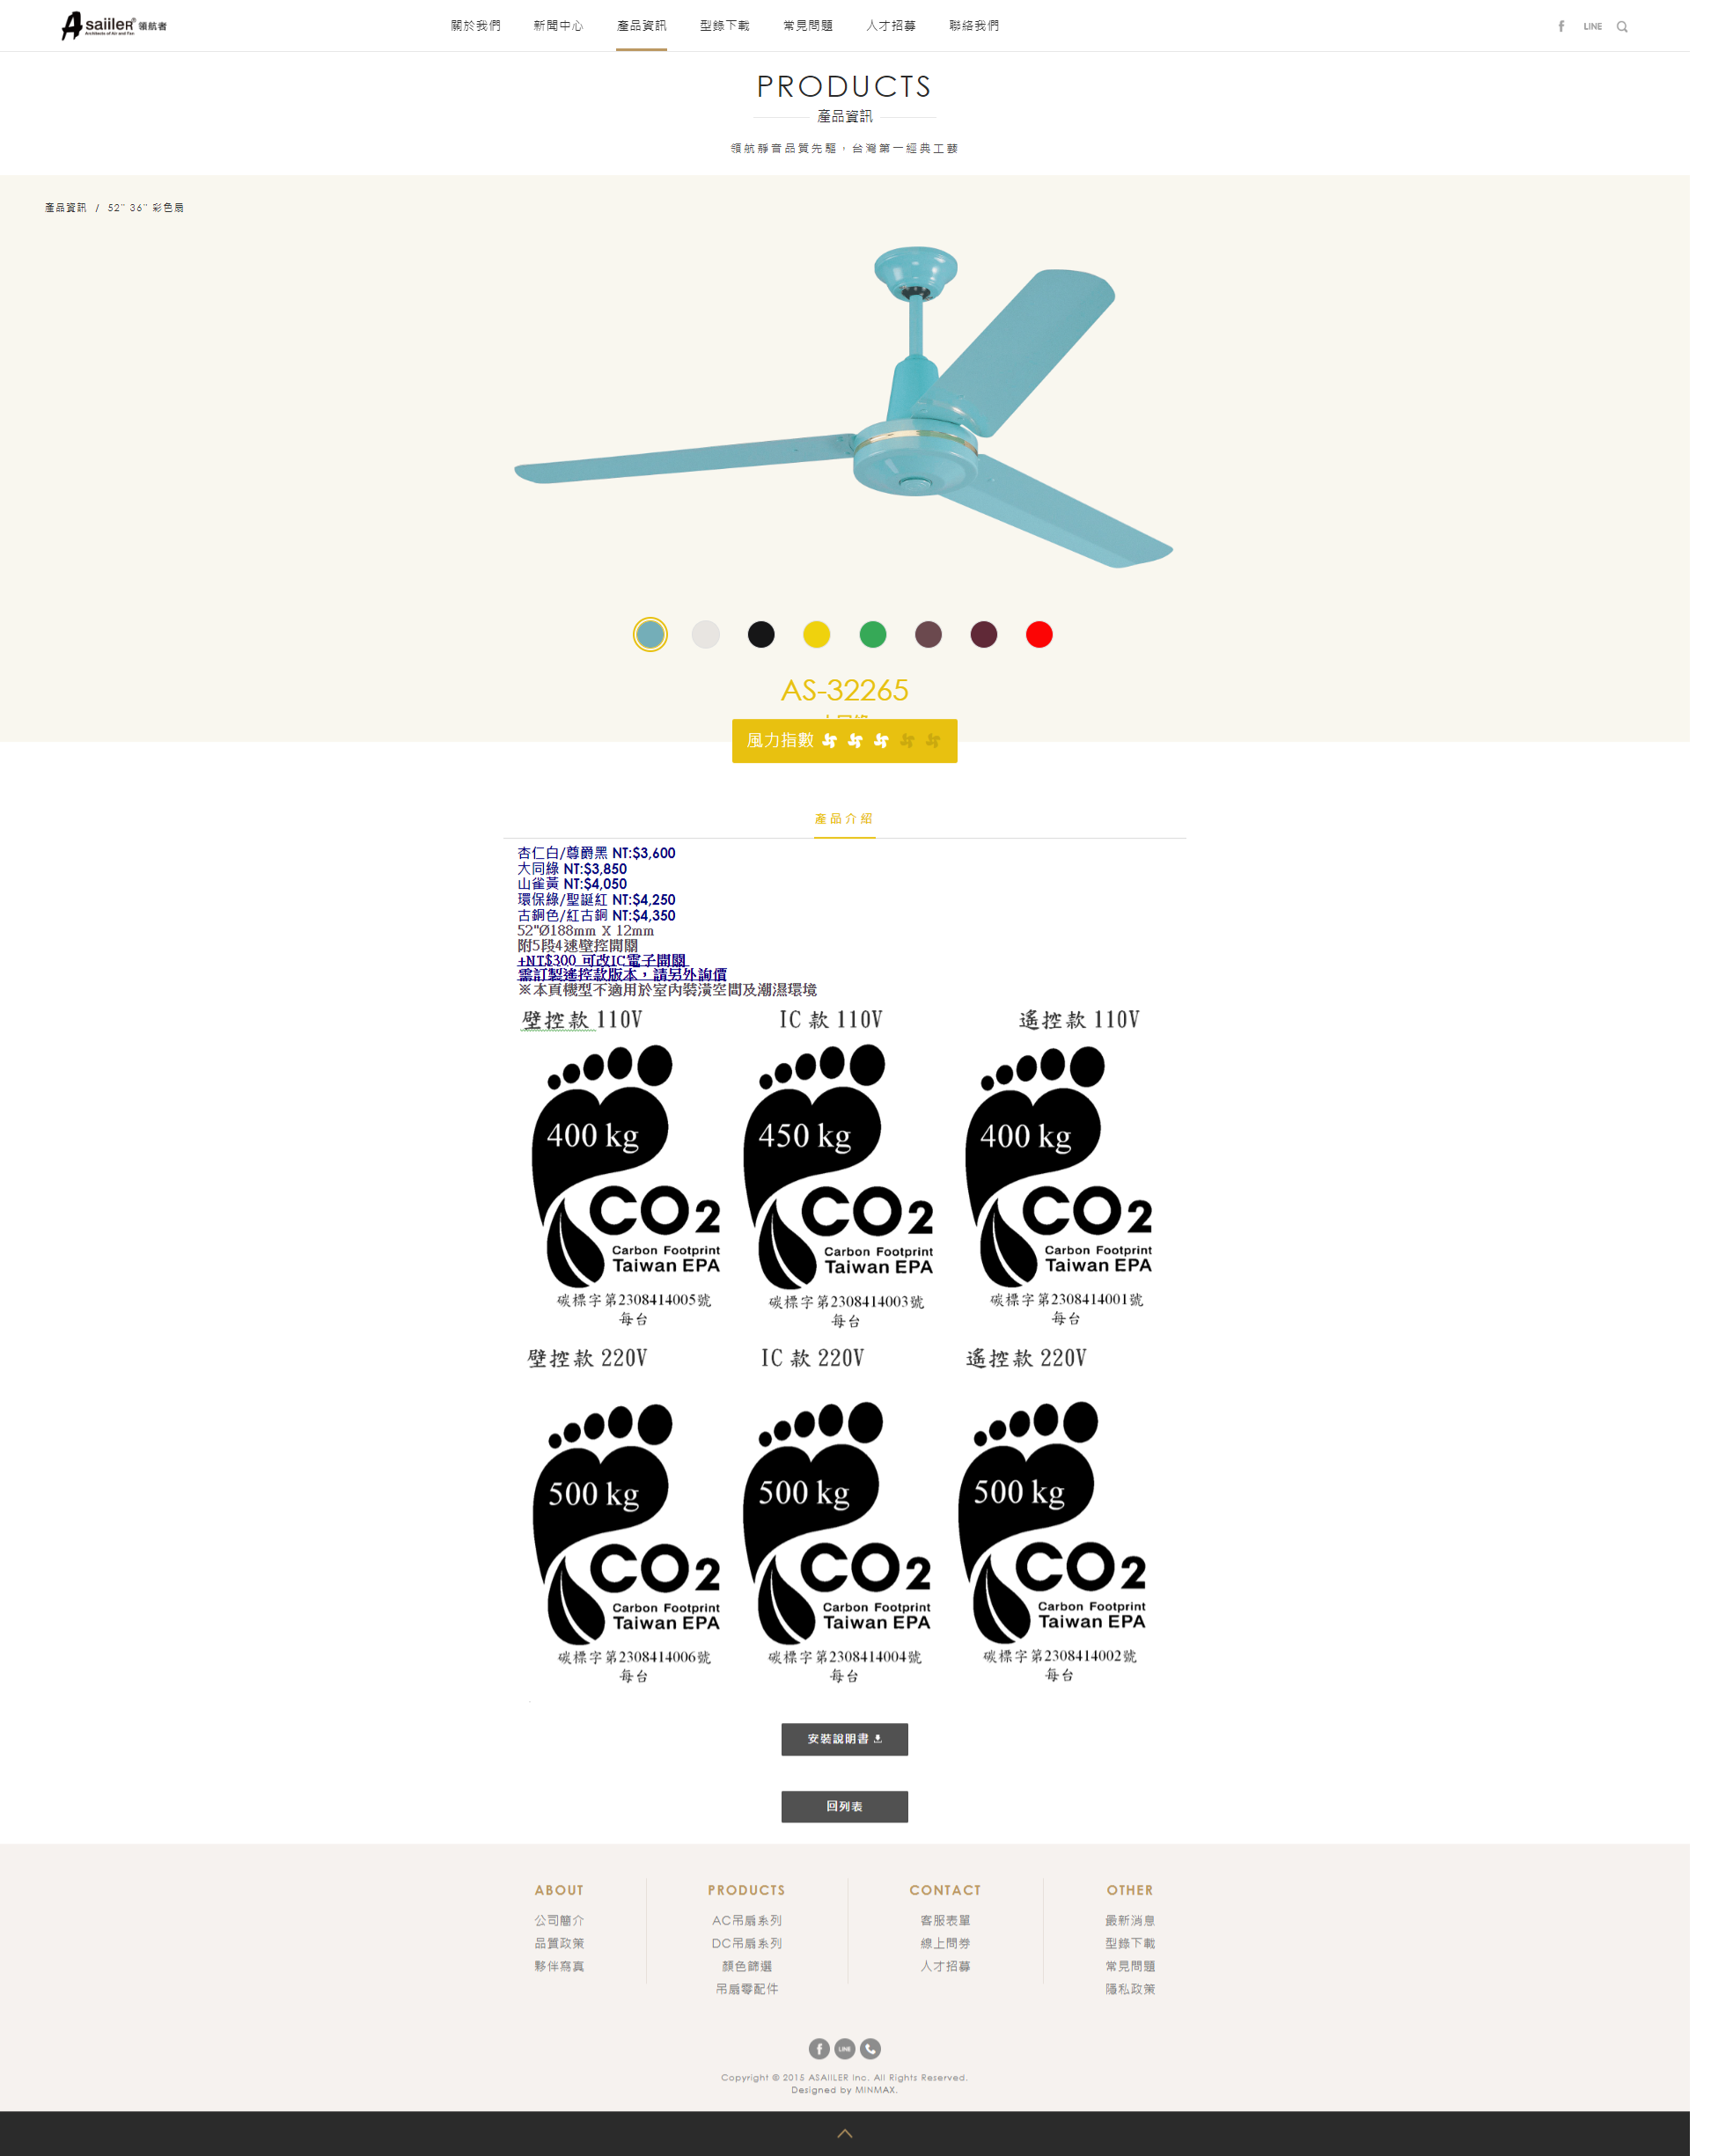 Asaiiler® 領航者
Architects of Air and Fan
關於我們 新聞中心 產品資訊 型錄下載 常見問題 人才招募 聯絡我們
LINE
PRODUCTS
產品資訊
領航靜音品質先驅，台灣第一經典工藝
產品資訊 / 52" 36" 彩色扇
AS-32265
風力指數
產品介紹
杏仁白/尊爵黑 NT:$3,600
大同綠 NT:$3,850
山雀黃 NT:$4,050
環保綠/聖誕紅 NT:$4,250
古銅色/紅古銅 NT:$4,350
52"Ø188mm X 12mm
附5段4速壁控開關
+NT$300 可改IC電子開關
需訂製遙控款版本，請另外詢價
※本頁機型不適用於室內裝潢空間及潮濕環境
壁控款 110V IC 款 110V 遙控款 110V
400 kg 450 kg 400 kg
CO2 CO2 CO2
Carbon Footprint Carbon Footprint Carbon Footprint
Taiwan EPA Taiwan EPA Taiwan EPA
碳標字第2308414005號 碳標字第2308414003號 碳標字第2308414001號
每台 每台 每台
壁控款 220V IC 款 220V 遙控款 220V
500 kg 500 kg 500 kg
CO2 CO2 CO2
Carbon Footprint Carbon Footprint Carbon Footprint
Taiwan EPA Taiwan EPA Taiwan EPA
碳標字第2308414006號 碳標字第2308414004號 碳標字第2308414002號
每台 每台 每台
安裝說明書
回列表
ABOUT
公司簡介
品質政策
夥伴寫真
PRODUCTS
AC吊扇系列
DC吊扇系列
顏色篩選
吊扇零配件
CONTACT
客服表單
線上問券
人才招募
OTHER
最新消息
型錄下載
常見問題
隱私政策
LINE
Copyright © 2015 ASAIILER Inc. All Rights Reserved.
Designed by MINMAX.